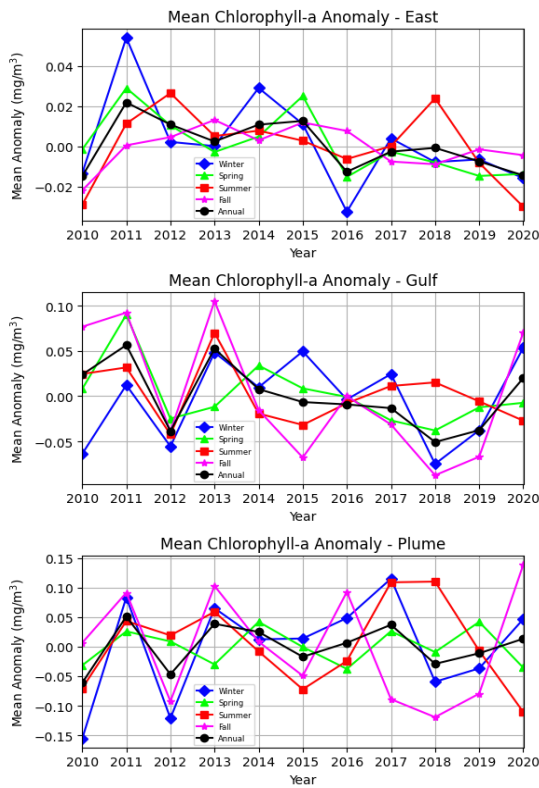 Mean Chlorophyll-a Anomaly - East
Mean Anomaly (mg/m³)
0.04
0.02
0.00
−0.02
Winter
Spring
Summer
Fall
Annual
2010 2011 2012 2013 2014 2015 2016 2017 2018 2019 2020
Year
Mean Chlorophyll-a Anomaly - Gulf
Mean Anomaly (mg/m³)
0.10
0.05
0.00
−0.05
Winter
Spring
Summer
Fall
Annual
2010 2011 2012 2013 2014 2015 2016 2017 2018 2019 2020
Year
Mean Chlorophyll-a Anomaly - Plume
Mean Anomaly (mg/m³)
0.15
0.10
0.05
0.00
−0.05
−0.10
−0.15
Winter
Spring
Summer
Fall
Annual
2010 2011 2012 2013 2014 2015 2016 2017 2018 2019 2020
Year